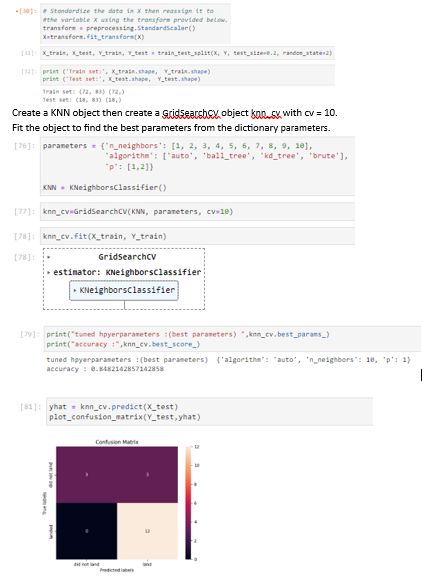 [30]: # Standardize the data in X then reassign it to
#the variable X using the transform provided below.
transform = preprocessing.StandardScaler()
X=transform.fit_transform(X)
[31]: X_train, X_test, Y_train, Y_test = train_test_split(X, Y, test_size=0.2, random_state=2)
[32]: print ('Train set:', X_train.shape, Y_train.shape)
print ('Test set:', X_test.shape, Y_test.shape)
Train set: (72, 83) (72,)
Test set: (18, 83) (18,)
Create a KNN object then create a GridSearchCV object knn_cv with cv = 10.
Fit the object to find the best parameters from the dictionary parameters.
[76]: parameters = {'n_neighbors': [1, 2, 3, 4, 5, 6, 7, 8, 9, 10],
'algorithm': ['auto', 'ball_tree', 'kd_tree', 'brute'],
'p': [1,2]}
KNN = KNeighborsClassifier()
[77]: knn_cv=GridSearchCV(KNN, parameters, cv=10)
[78]: knn_cv.fit(X_train, Y_train)
[78]: GridSearchCV
estimator: KNeighborsClassifier
KNeighborsClassifier
[79]: print("tuned hpyerparameters :(best parameters) ",knn_cv.best_params_)
print("accuracy :",knn_cv.best_score_)
tuned hpyerparameters :(best parameters) {'algorithm': 'auto', 'n_neighbors': 10, 'p': 1}
accuracy : 0.8482142857142858
[81]: yhat = knn_cv.predict(X_test)
plot_confusion_matrix(Y_test,yhat)
Confusion Matrix
12
10
8
6
4
2
0
True labels
did not land
landed
3
3
0
12
did not land
land
Predicted labels